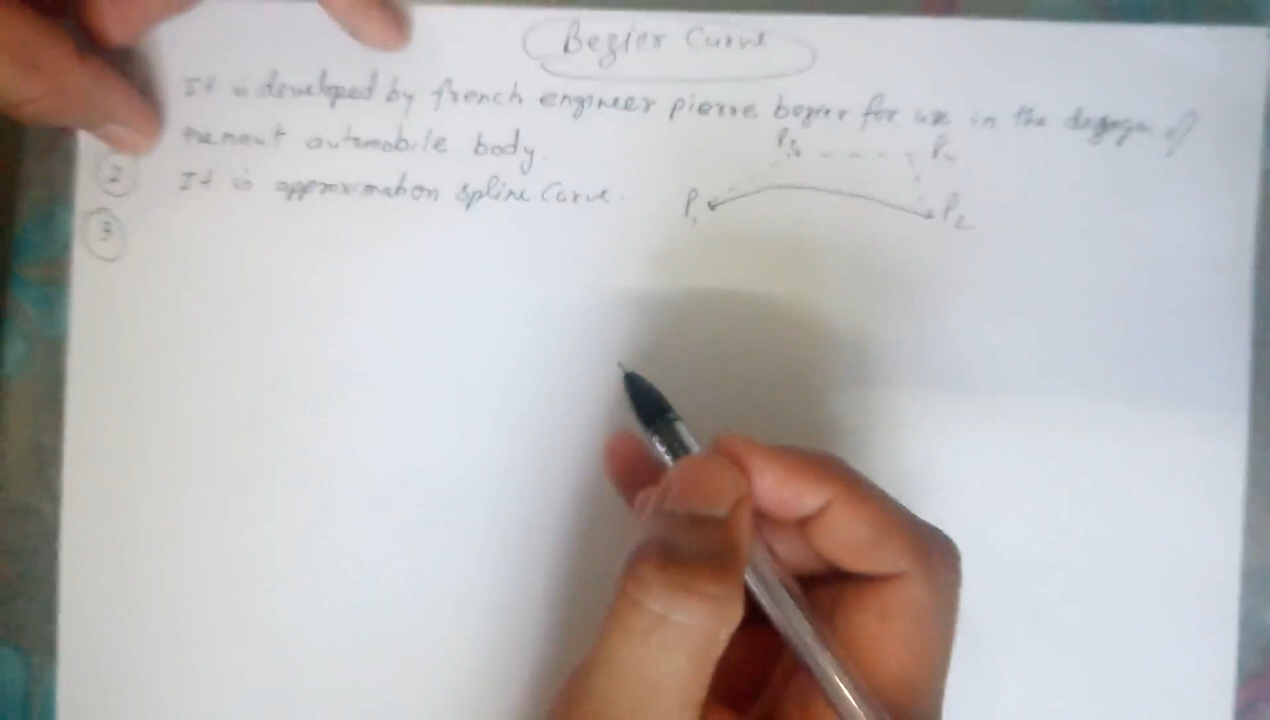 Bezier Curve
It is developed by french engineer pierre bezier for use in the design of
renaut automobile body.
P3 P4
2 It is approximation spline Curve. P1 P2
3